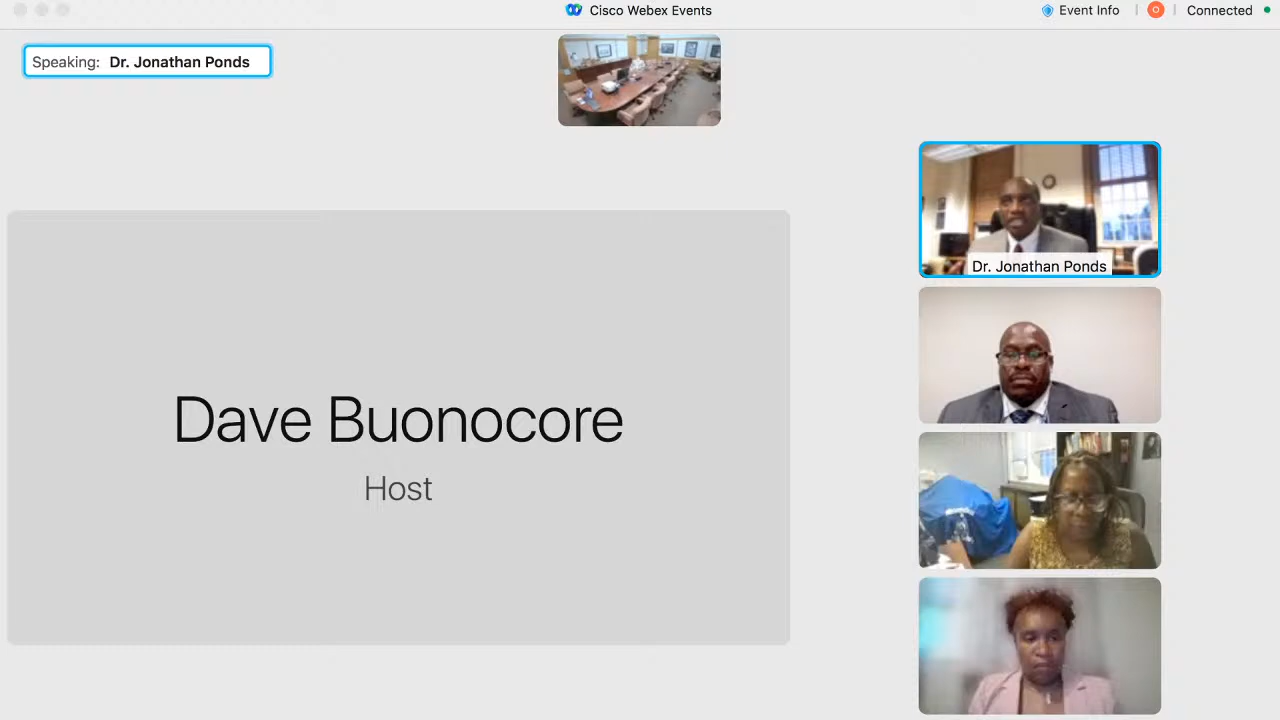 Cisco Webex Events
Event Info
Connected
Speaking: Dr. Jonathan Ponds
Dr. Jonathan Ponds
Dave Buonocore
Host